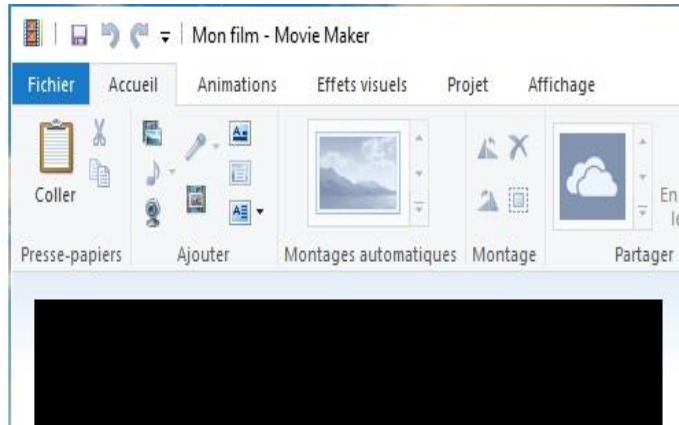 Mon film - Movie Maker
Fichier Accueil Animations Effets visuels Projet Affichage
Coller
En
Presse-papiers Ajouter Montages automatiques Montage Partager